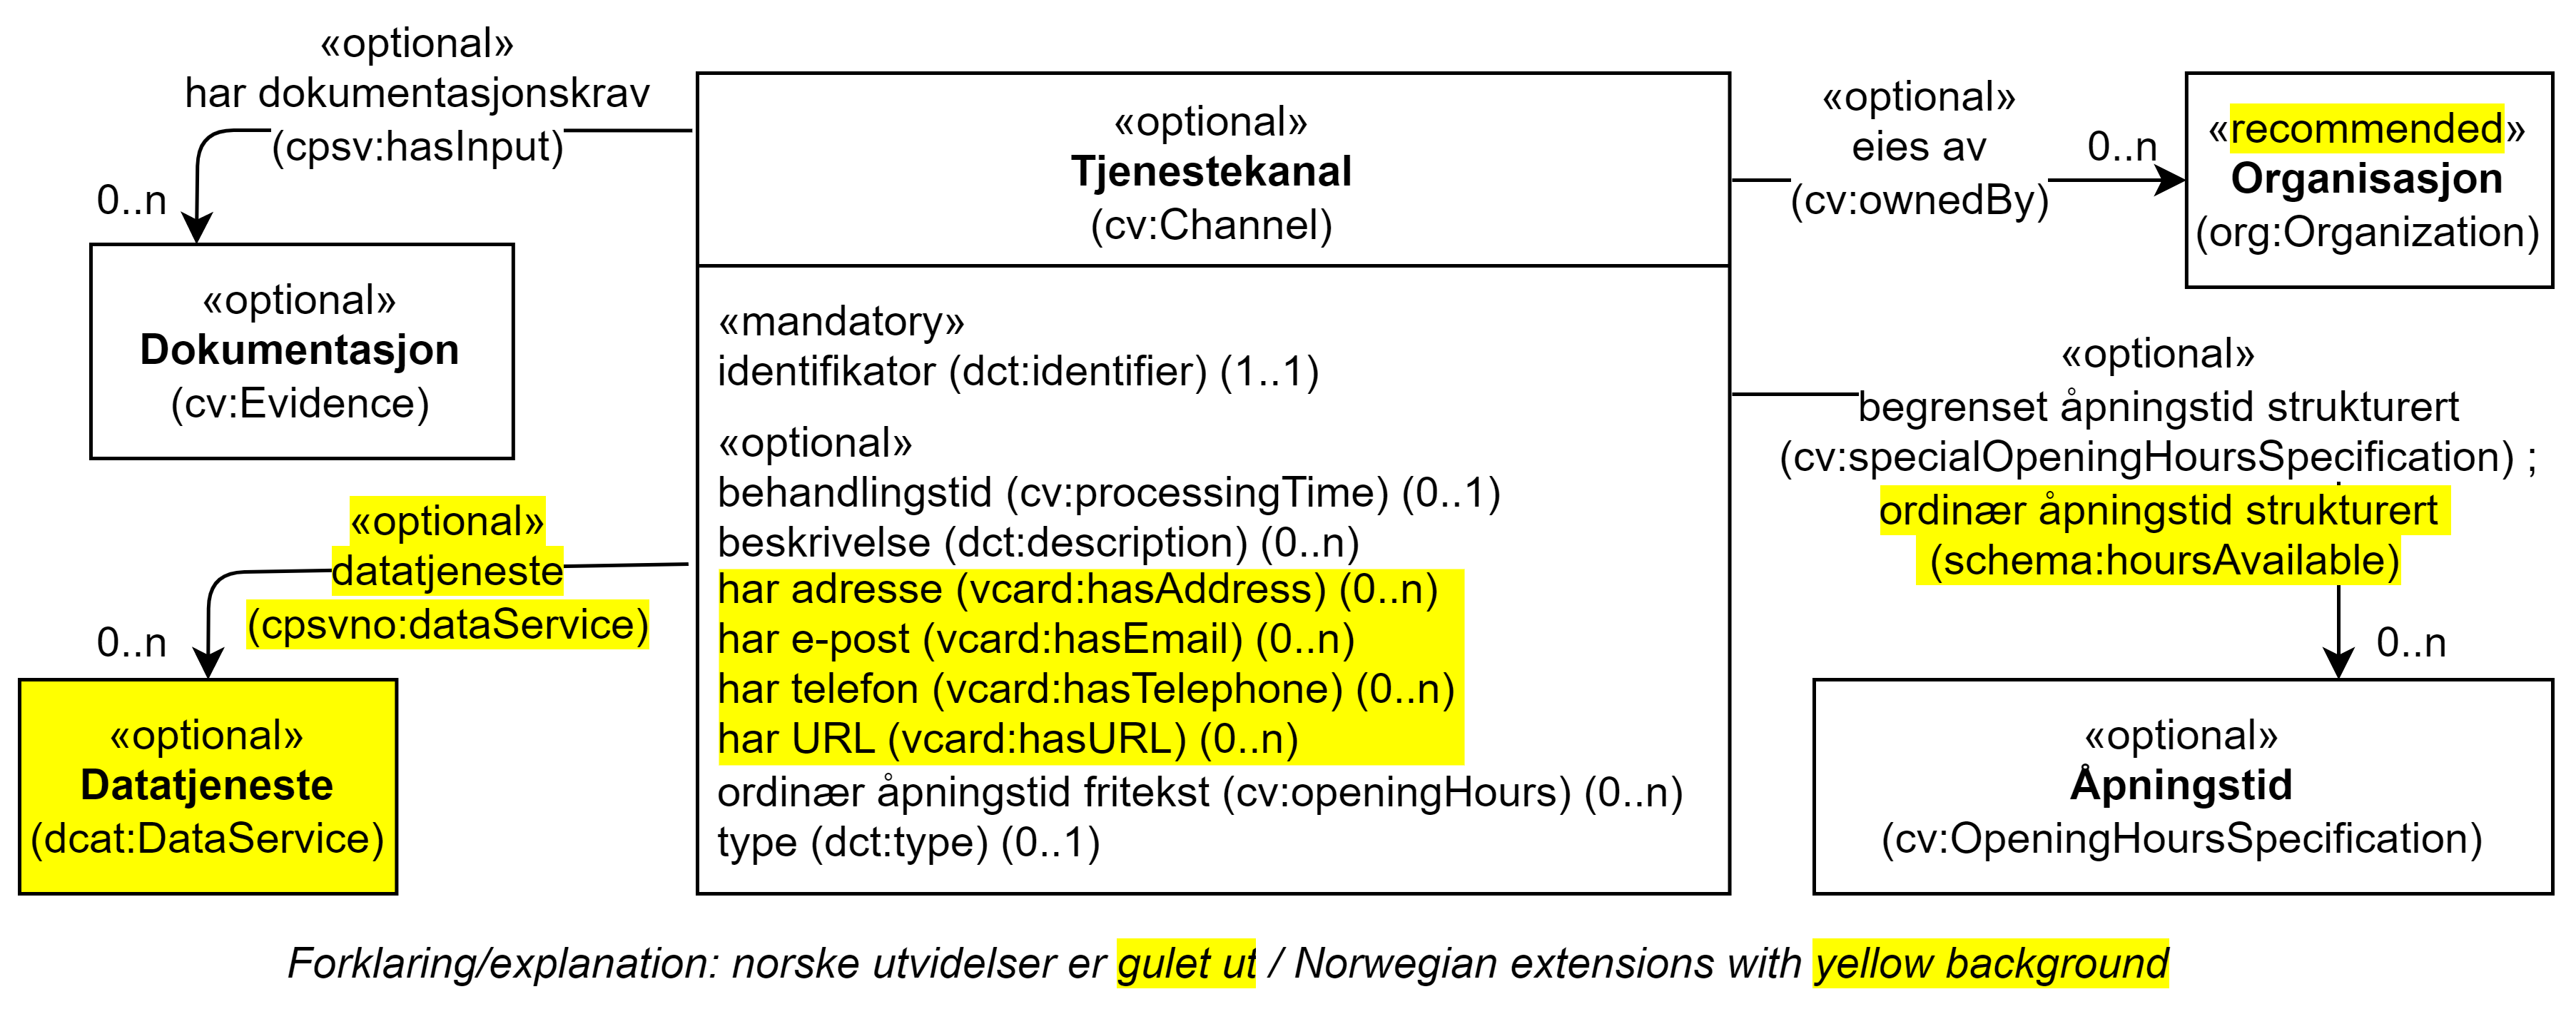 «optional»
har dokumentasjonskrav
(cpsv:hasInput)
0..n
«optional»
Dokumentasjon
(cv:Evidence)
«optional»
datatjeneste
(cpsvno:dataService)
0..n
«optional»
Datatjeneste
(dcat:DataService)
«optional»
Tjenestekanal
(cv:Channel)
«mandatory»
identifikator (dct:identifier) (1..1)
«optional»
behandlingstid (cv:processingTime) (0..1)
beskrivelse (dct:description) (0..n)
har adresse (vcard:hasAddress) (0..n)
har e-post (vcard:hasEmail) (0..n)
har telefon (vcard:hasTelephone) (0..n)
har URL (vcard:hasURL) (0..n)
ordinær åpningstid fritekst (cv:openingHours) (0..n)
type (dct:type) (0..1)
«optional»
eies av
(cv:ownedBy)
0..n
«recommended»
Organisasjon
(org:Organization)
«optional»
begrenset åpningstid strukturert
(cv:specialOpeningHoursSpecification) ;
ordinær åpningstid strukturert
(schema:hoursAvailable)
0..n
«optional»
Åpningstid
(cv:OpeningHoursSpecification)
Forklaring/explanation: norske utvidelser er gulet ut / Norwegian extensions with yellow background